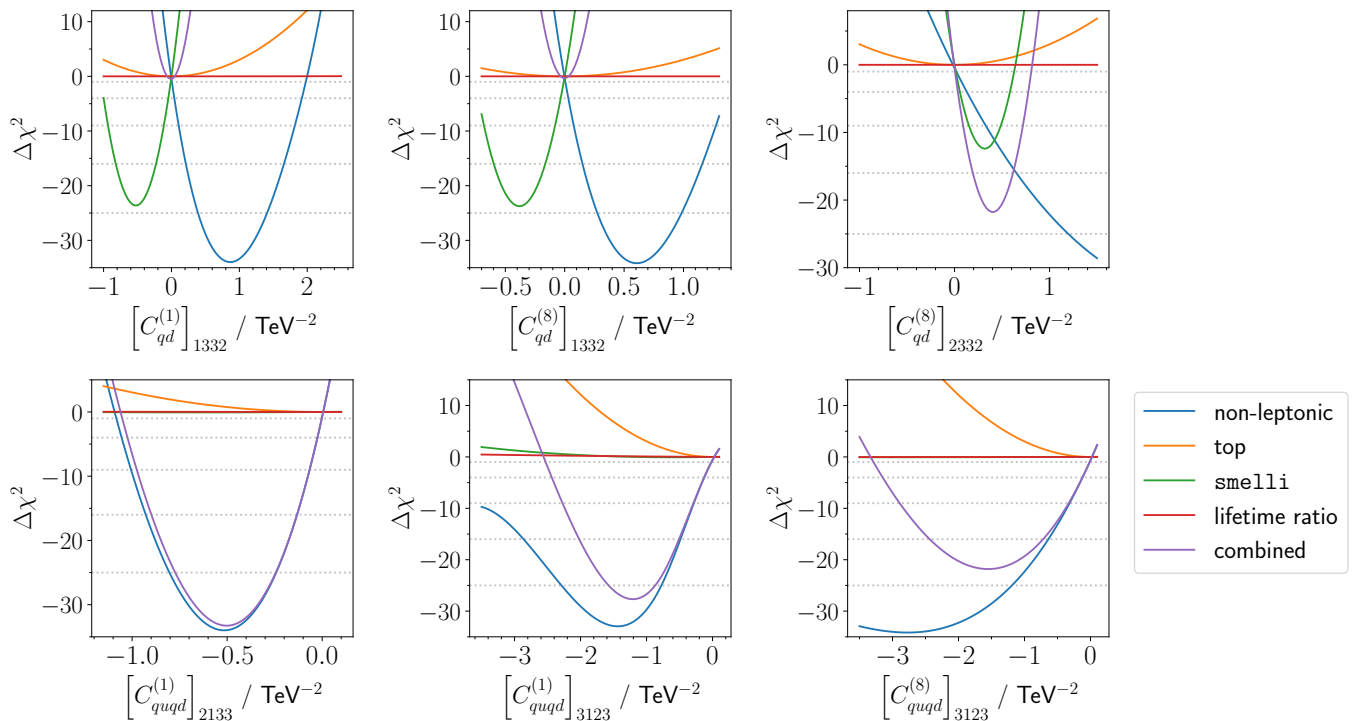 10
0
−10
−20
−30
Δχ²
−1 0 1 2
[C_{qd}^{(1)}]_{1332} / TeV^{−2}
10
0
−10
−20
−30
Δχ²
−0.5 0.0 0.5 1.0
[C_{qd}^{(8)}]_{1332} / TeV^{−2}
0
−10
−20
−30
Δχ²
−1 0 1
[C_{qd}^{(8)}]_{2332} / TeV^{−2}
0
−10
−20
−30
Δχ²
−1.0 −0.5 0.0
[C_{quqd}^{(1)}]_{2133} / TeV^{−2}
10
0
−10
−20
−30
Δχ²
−3 −2 −1 0
[C_{quqd}^{(1)}]_{3123} / TeV^{−2}
10
0
−10
−20
−30
Δχ²
−3 −2 −1 0
[C_{quqd}^{(8)}]_{3123} / TeV^{−2}
non-leptonic
top
smelli
lifetime ratio
combined